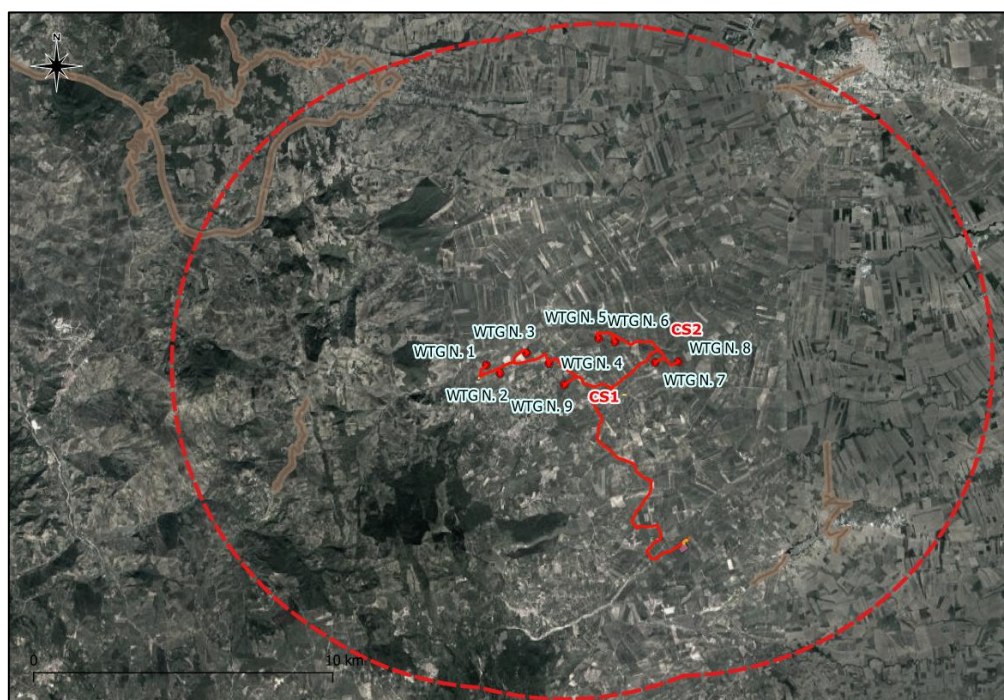 N
WTG N. 5
WTG N. 6
CS2
WTG N. 3
WTG N. 1
WTG N. 4
WTG N. 8
WTG N. 7
WTG N. 2
WTG N. 9
CS1
0
10 km